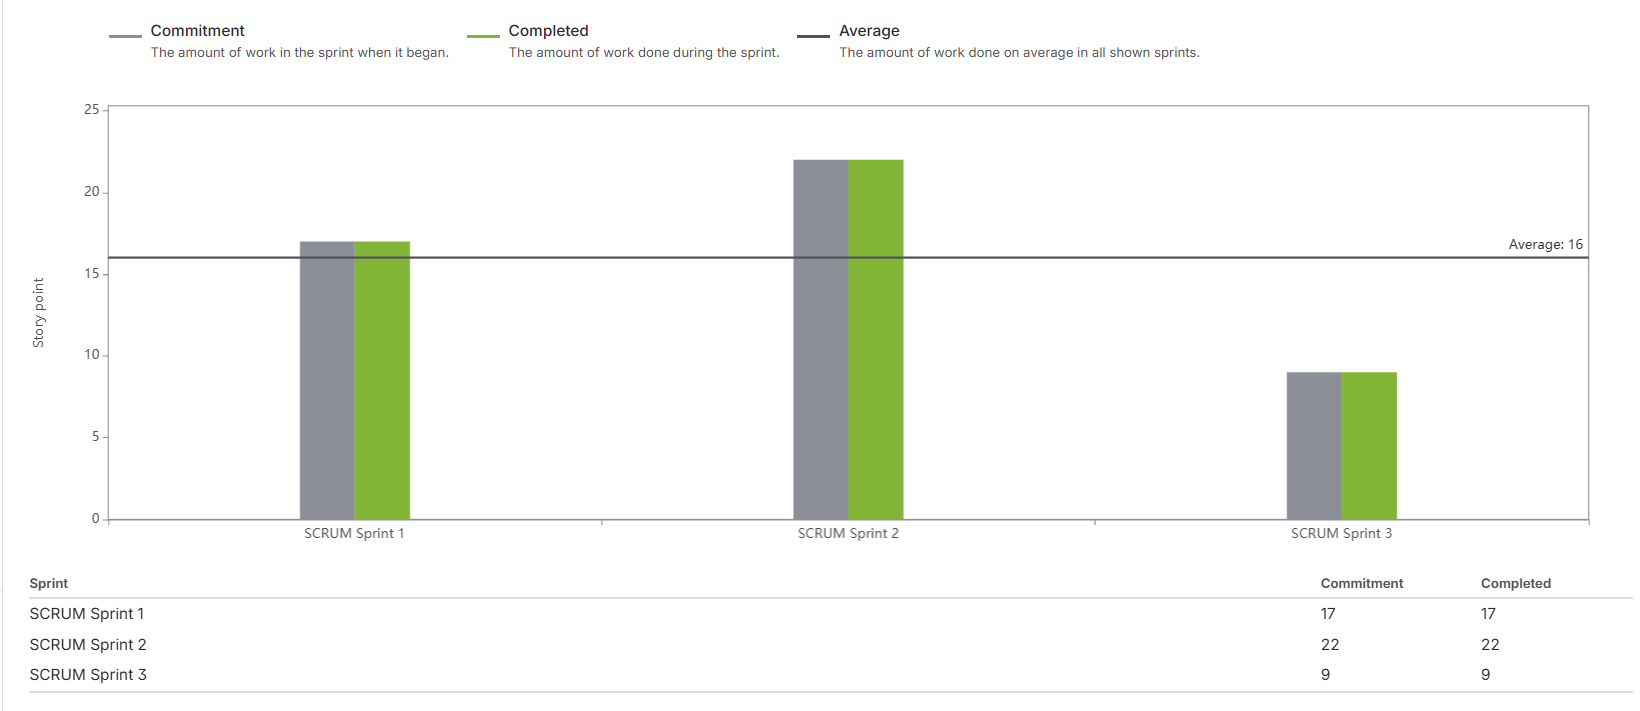 Commitment Completed Average
The amount of work in the sprint when it began. The amount of work done during the sprint. The amount of work done on average in all shown sprints.
25
20
Average: 16
15
Story point
10
5
0
SCRUM Sprint 1 SCRUM Sprint 2 SCRUM Sprint 3
Sprint Commitment Completed
SCRUM Sprint 1 17 17
SCRUM Sprint 2 22 22
SCRUM Sprint 3 9 9